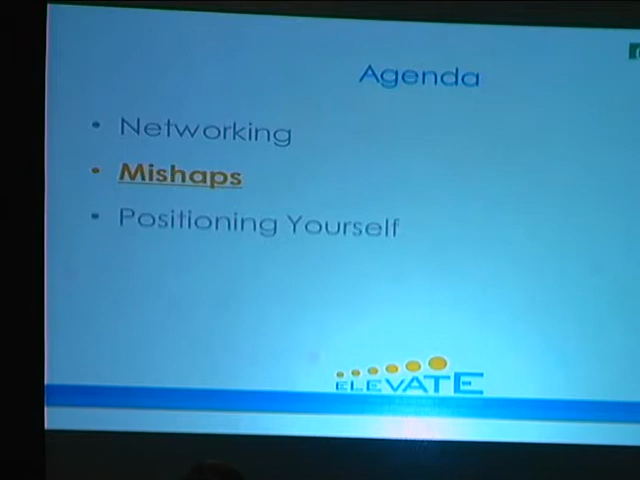 Agenda
• Networking
• Mishaps
• Positioning Yourself
ELEVATE